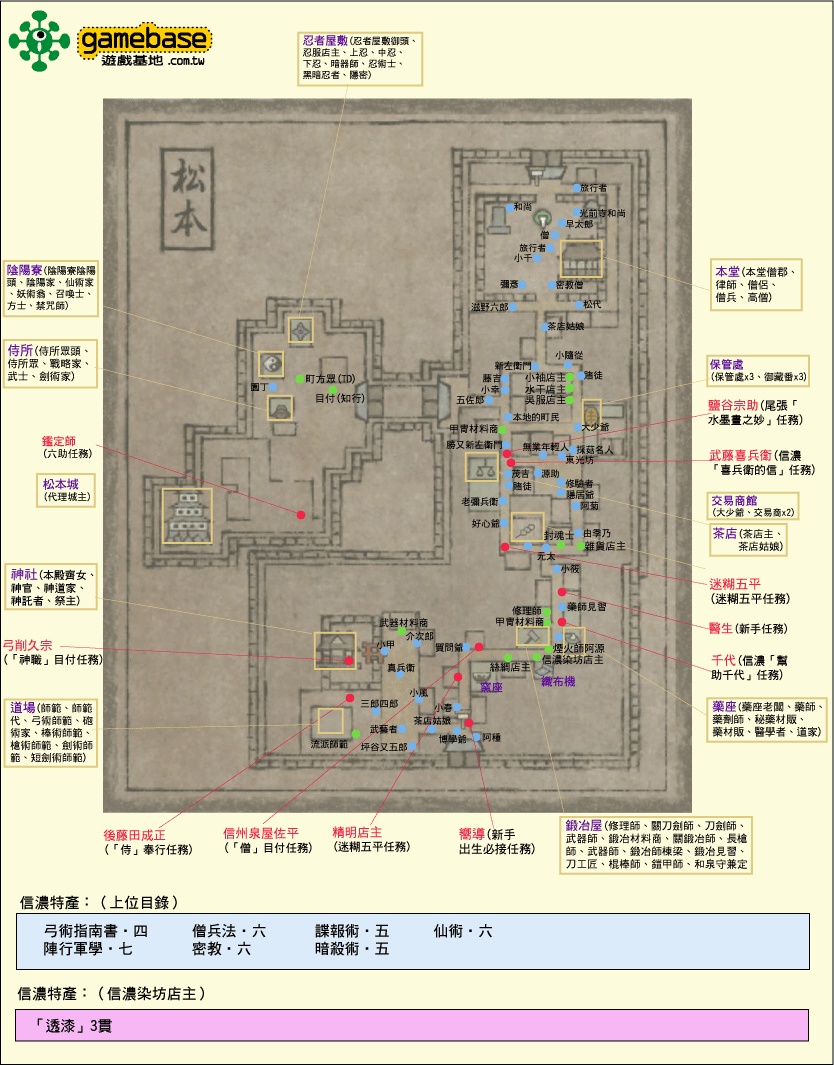 gamebase
遊戲基地.com.tw
忍者屋敷(忍者屋敷御頭、
忍服店主、上忍、中忍、
下忍、暗器師、忍術士、
黑暗忍者、隱密)
松本
陰陽寮(陰陽寮陰陽
頭、陰陽家、仙術家
、妖術翁、召喚士、
方士、禁咒師)
侍所(侍所眾頭、
侍所眾、戰略家、
武士、劍術家)
鑑定師
(六助任務)
松本城
(代理城主)
神社(本殿齋女、
神官、神道家、
神託者、祭主)
弓削久宗
(「神職」目付任務)
道場(師範、師範
代、弓術師範、砲
術家、棒術師範、
槍術師範、劍術師
範、短劍術師範)
旅行者
和尚
光前寺和尚
早太郎
僧
旅行者
小千
彌齋
密教僧
滋野六郎
松代
茶店姑娘
小隨從
新左衛門
藤吉
小袖店主
賭徒
小幸
水干店主
五佐郎
吳服店主
本地的町民
甲冑材料商
大少爺
勝又新左衛門
無業年輕人
採菇名人
東光坊
茂吉
源助
賭徒
修驗者
隱居爺
老彌兵衛
阿菊
好心爺
封魂士
由季乃
雜貨店主
元太
小筱
藥師見習
修理師
甲冑材料商
煙火師阿源
信濃染坊店主
絲綢店主
織布機
窯座
町方眾(TD)
目付(知行)
園丁
武器材料商
介次郎
小甲
質問爺
真兵衛
小風
三郎四郎
小春
茶店姑娘
武藝者
流派師範
坪谷又五郎
博學爺
阿種
本堂(本堂僧郡、
律師、僧侶、
僧兵、高僧)
保管處
(保管處x3、御藏番x3)
鹽谷宗助(尾張「
水墨畫之妙」任務)
武藤喜兵衛(信濃
「喜兵衛的信」任務)
交易商館
(大少爺、交易商x2)
茶店(茶店主、
茶店姑娘)
迷糊五平
(迷糊五平任務)
醫生(新手任務)
千代(信濃「幫
助千代」任務)
藥座(藥座老闆、藥師、
藥劑師、秘藥材販、
藥材販、醫學者、道家)
後藤田成正
(「侍」奉行任務)
信州泉屋佐平
(「僧」目付任務)
精明店主
(迷糊五平任務)
嚮導(新手
出生必接任務)
鍛冶屋(修理師、關刀劍師、刀劍師、
武器師、鍛冶材料商、關鍛冶師、長槍
師、武器師、鍛冶師棟梁、鍛冶見習、
刀工匠、棍棒師、鎧甲師、和泉守兼定
信濃特產：（上位目錄）
弓術指南書・四 僧兵法・六 諜報術・五 仙術・六
陣行軍學・七 密教・六 暗殺術・五
信濃特產：（信濃染坊店主）
「透漆」3貫